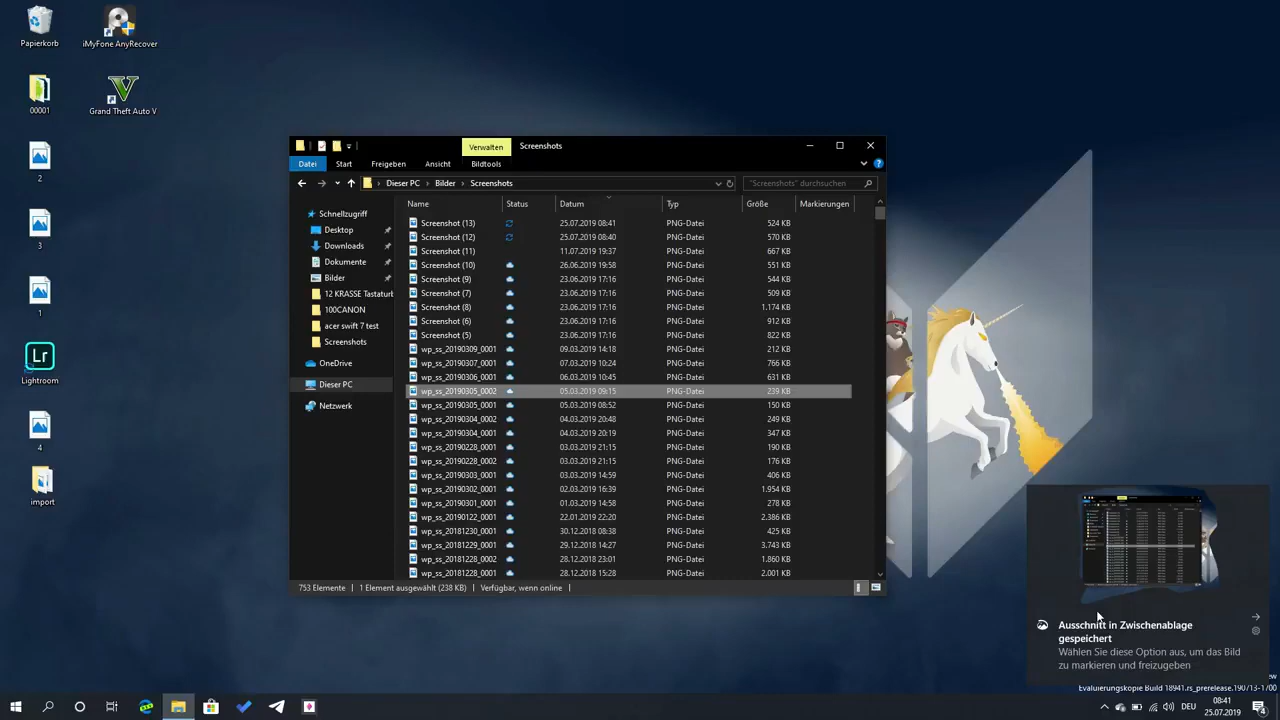 Papierkorb
iMyFone AnyRecover
00001
Grand Theft Auto V
2
3
1
Lr
Lightroom
4
import
Verwalten
Screenshots
Datei
Start
Freigeben
Ansicht
Bildtools
Dieser PC
Bilder
Screenshots
"Screenshots" durchsuchen
Schnellzugriff
Desktop
Downloads
Dokumente
Bilder
12 KRASSE Tastatur
100CANON
acer swift 7 test
Screenshots
OneDrive
Dieser PC
Netzwerk
Name Status Datum Typ Größe Markierungen
Screenshot (13) 25.07.2019 08:41 PNG-Datei 524 KB
Screenshot (12) 25.07.2019 08:40 PNG-Datei 570 KB
Screenshot (11) 11.07.2019 19:37 PNG-Datei 667 KB
Screenshot (10) 26.06.2019 19:58 PNG-Datei 551 KB
Screenshot (9) 23.06.2019 17:16 PNG-Datei 544 KB
Screenshot (7) 23.06.2019 17:16 PNG-Datei 509 KB
Screenshot (8) 23.06.2019 17:16 PNG-Datei 1.174 KB
Screenshot (6) 23.06.2019 17:16 PNG-Datei 912 KB
Screenshot (5) 23.06.2019 17:16 PNG-Datei 822 KB
wp_ss_20190309_0001 09.03.2019 14:18 PNG-Datei 212 KB
wp_ss_20190307_0001 07.03.2019 10:24 PNG-Datei 766 KB
wp_ss_20190306_0001 06.03.2019 10:45 PNG-Datei 631 KB
wp_ss_20190305_0002 05.03.2019 09:15 PNG-Datei 239 KB
wp_ss_20190305_0001 05.03.2019 08:52 PNG-Datei 150 KB
wp_ss_20190304_0002 04.03.2019 20:48 PNG-Datei 249 KB
wp_ss_20190304_0001 04.03.2019 20:19 PNG-Datei 347 KB
wp_ss_20190228_0001 03.03.2019 21:15 PNG-Datei 190 KB
wp_ss_20190228_0002 03.03.2019 21:15 PNG-Datei 176 KB
wp_ss_20190303_0001 03.03.2019 14:59 PNG-Datei 406 KB
wp_ss_20190302_0001 02.03.2019 16:39 PNG-Datei 1.954 KB
wp_ss_20190301_0001 01.03.2019 14:58 PNG-Datei 278 KB
wp_ss_20190122_0001 22.01.2019 22:20 PNG-Datei 2.386 KB
wp_ss_20181230_0001 30.12.2018 08:38 PNG-Datei 425 KB
wp_ss_20181229_0001 29.12.2018 14:27 PNG-Datei 3.743 KB
wp_ss_20181228_0002 28.12.2018 23:01 PNG-Datei 1.860 KB
wp_ss_20181228_0001 28.12.2018 15:28 PNG-Datei 2.001 KB
753 Elemente 1 Element ausgewählt (238 KB) Verfügbar, wenn online
Ausschnitt in Zwischenablage
gespeichert
Wählen Sie diese Option aus, um das Bild
zu markieren und freizugeben
Evaluierungskopie Build 18941.rs_prerelease.190713-1700
DEU
08:41
25.07.2019
4